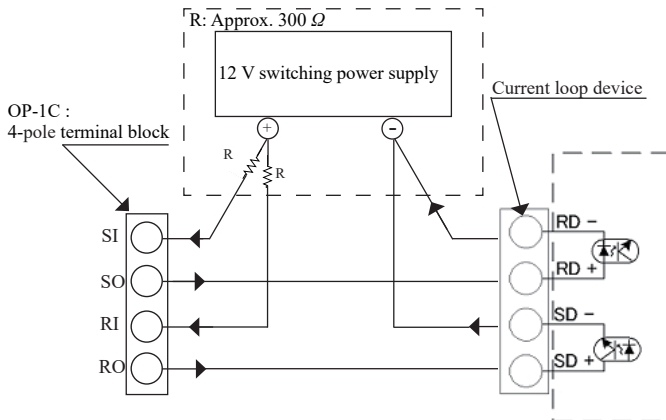 R: Approx. 300 Ω
12 V switching power supply
Current loop device
OP-1C :
4-pole terminal block
+
-
R
R
SI
SO
RI
RO
RD -
RD +
SD -
SD +